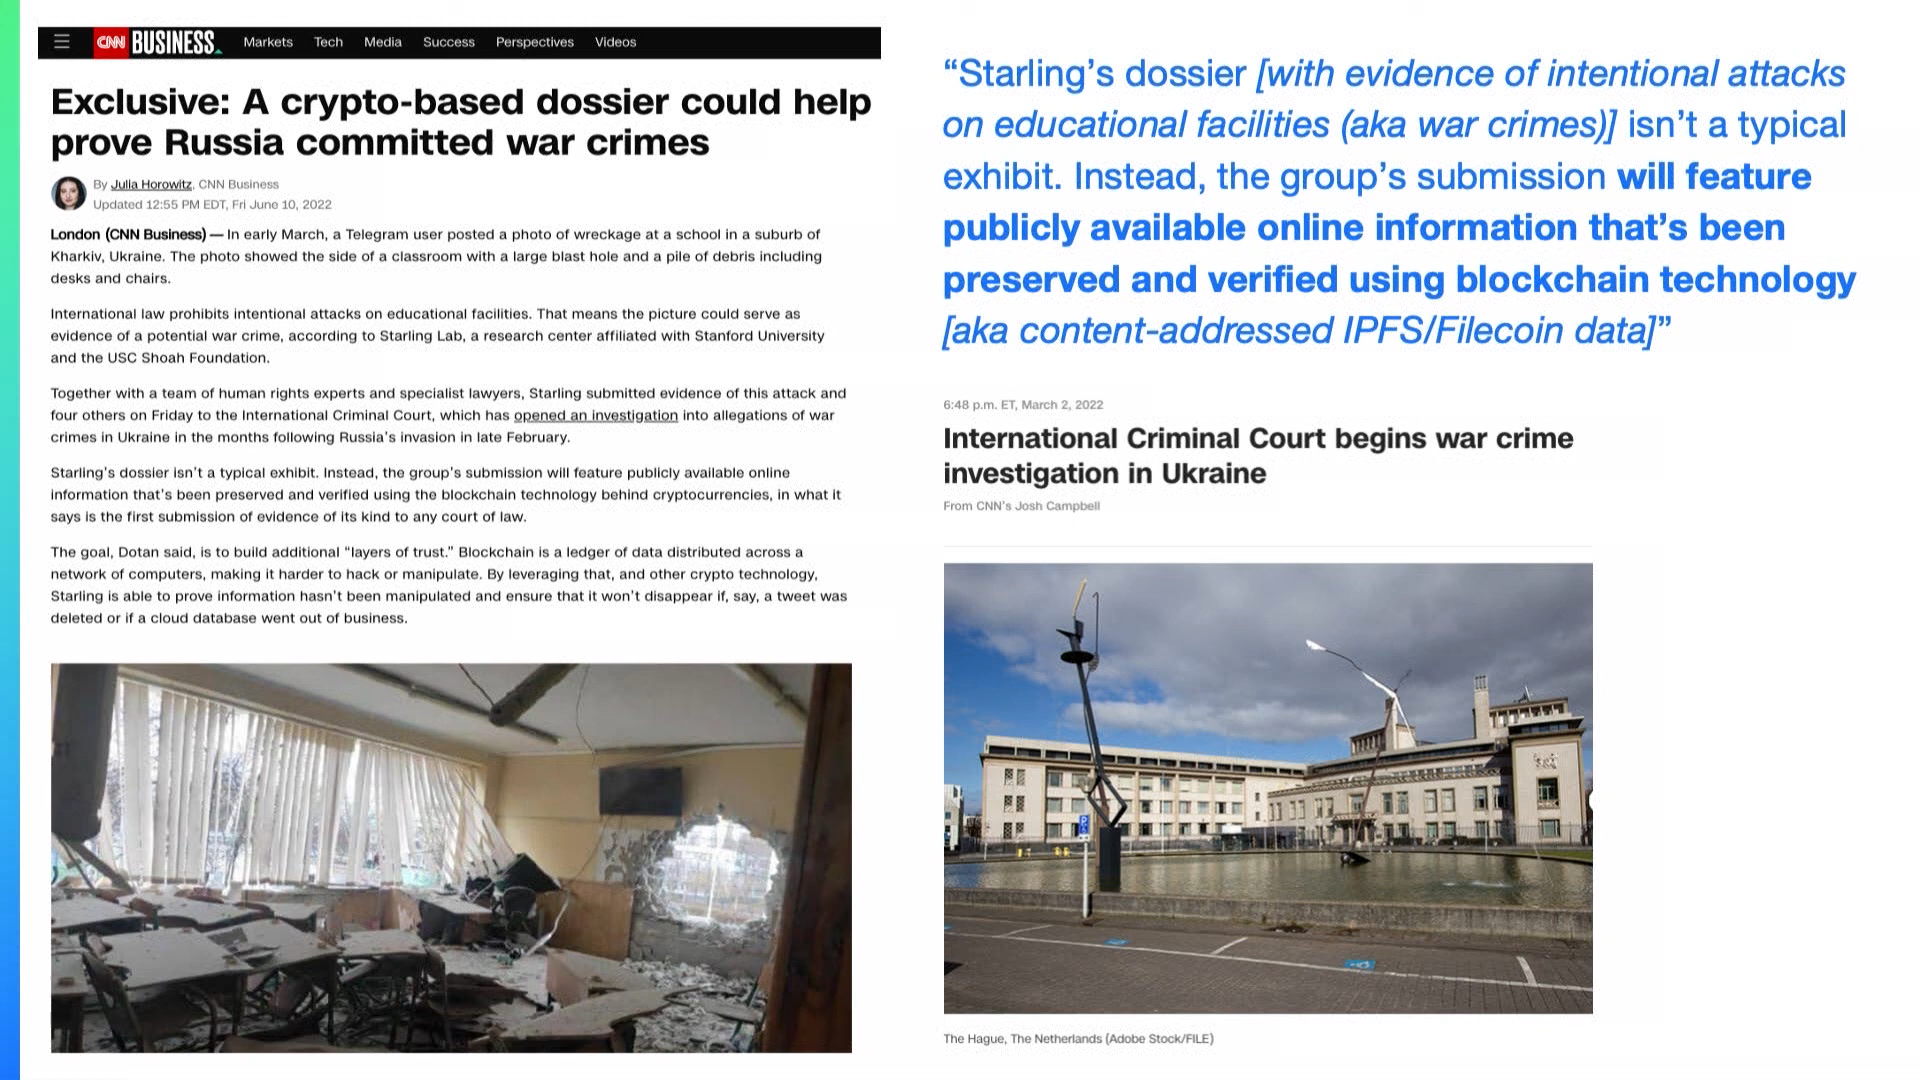 CNN BUSINESS Markets Tech Media Success Perspectives Videos
Exclusive: A crypto-based dossier could help
prove Russia committed war crimes
By Julia Horowitz, CNN Business
Updated 12:55 PM EDT, Fri June 10, 2022
London (CNN Business) — In early March, a Telegram user posted a photo of wreckage at a school in a suburb of
Kharkiv, Ukraine. The photo showed the side of a classroom with a large blast hole and a pile of debris including
desks and chairs.
International law prohibits intentional attacks on educational facilities. That means the picture could serve as
evidence of a potential war crime, according to Starling Lab, a research center affiliated with Stanford University
and the USC Shoah Foundation.
Together with a team of human rights experts and specialist lawyers, Starling submitted evidence of this attack and
four others on Friday to the International Criminal Court, which has opened an investigation into allegations of war
crimes in Ukraine in the months following Russia's invasion in late February.
Starling's dossier isn't a typical exhibit. Instead, the group's submission will feature publicly available online
information that's been preserved and verified using the blockchain technology behind cryptocurrencies, in what it
says is the first submission of evidence of its kind to any court of law.
The goal, Dotan said, is to build additional “layers of trust.” Blockchain is a ledger of data distributed across a
network of computers, making it harder to hack or manipulate. By leveraging that, and other crypto technology,
Starling is able to prove information hasn't been manipulated and ensure that it won't disappear if, say, a tweet was
deleted or if a cloud database went out of business.
“Starling’s dossier [with evidence of intentional attacks
on educational facilities (aka war crimes)] isn’t a typical
exhibit. Instead, the group’s submission will feature
publicly available online information that’s been
preserved and verified using blockchain technology
[aka content-addressed IPFS/Filecoin data]”
6:48 p.m. ET, March 2, 2022
International Criminal Court begins war crime
investigation in Ukraine
From CNN's Josh Campbell
P
The Hague, The Netherlands (Adobe Stock/FILE)